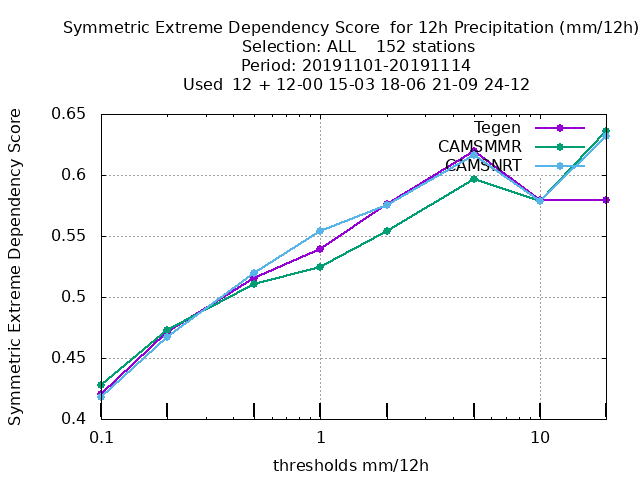 Symmetric Extreme Dependency Score  for 12h Precipitation (mm/12h)
Selection: ALL    152 stations
Period: 20191101-20191114
Used  12 + 12-00 15-03 18-06 21-09 24-12
Symmetric Extreme Dependency Score
0.65
0.6
0.55
0.5
0.45
0.4
Tegen
CAMSMMR
CAMSNRT
0.1
1
10
thresholds mm/12h